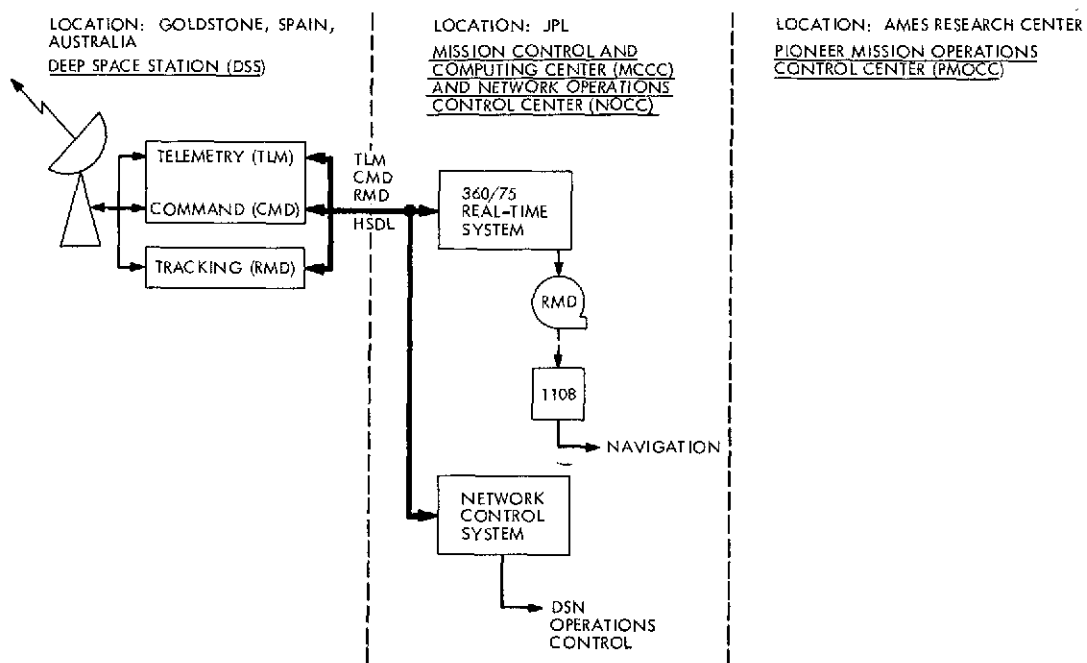 LOCATION: GOLDSTONE, SPAIN,
AUSTRALIA
DEEP SPACE STATION (DSS)
LOCATION: JPL
MISSION CONTROL AND
COMPUTING CENTER (MCCC)
AND NETWORK OPERATIONS
CONTROL CENTER (NOCC)
LOCATION: AMES RESEARCH CENTER
PIONEER MISSION OPERATIONS
CONTROL CENTER (PMOCC)
TELEMETRY (TLM)
COMMAND (CMD)
TRACKING (RMD)
TLM
CMD
RMD
HSDL
360/75
REAL-TIME
SYSTEM
RMD
1108
NAVIGATION
NETWORK
CONTROL
SYSTEM
DSN
OPERATIONS
CONTROL